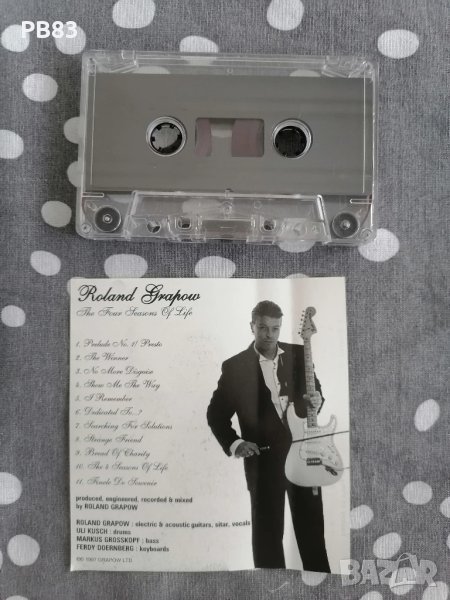 PB83
Roland Grapow
The Four Seasons Of Life
1. Prelude No. 1/ Presto
2. The Winner
3. No More Disguise
4. Show Me The Way
5. I Remember
6. Dedicated To..?
7. Searching For Solutions
8. Strange Friend
9. Bread Of Charity
10. The 4 Seasons Of Life
11. Finale De Souvenir
produced, engineered, recorded & mixed
by ROLAND GRAPOW
ROLAND GRAPOW : electric & acoustic guitars, sitar, vocals
ULI KUSCH : drums
MARKUS GROSSKOPF : bass
FERDY DOERNBERG : keyboards
1997 GRAPOW LTD
BAZAR